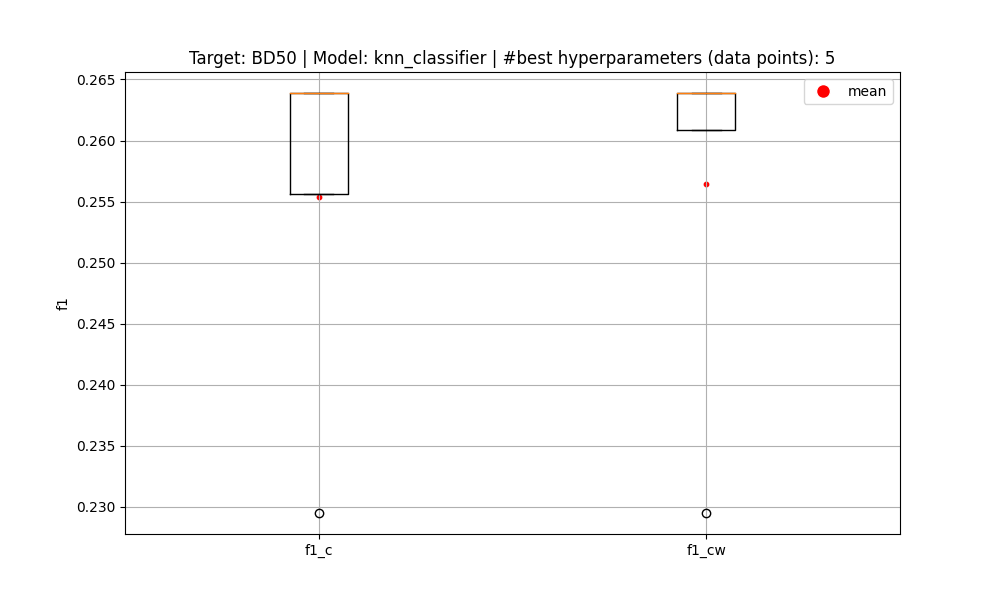 Target: BD50 | Model: knn_classifier | #best hyperparameters (data points): 5
0.265
mean
0.260
0.255
0.250
0.245
f1
0.240
0.235
0.230
f1_c f1_cw